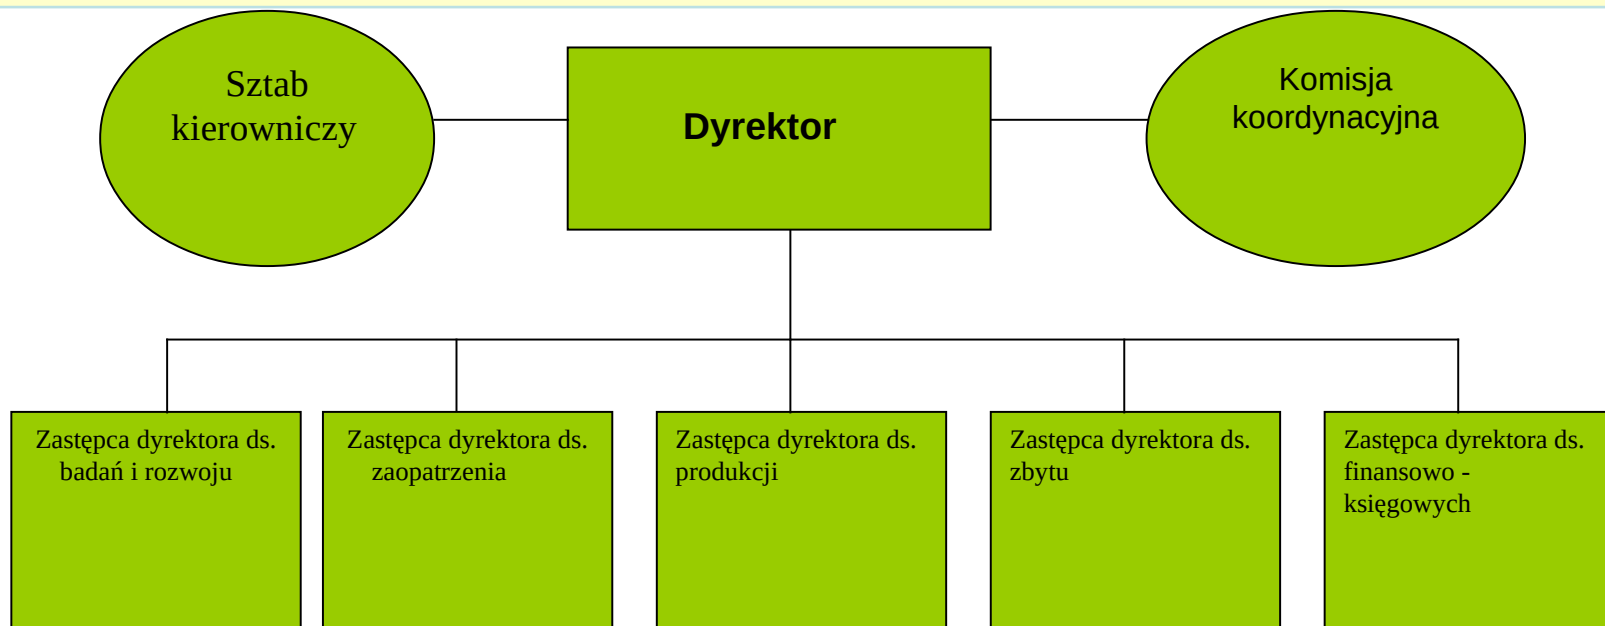 Sztab
kierowniczy
Dyrektor
Komisja
koordynacyjna
Zastępca dyrektora ds.
badań i rozwoju
Zastępca dyrektora ds.
zaopatrzenia
Zastępca dyrektora ds.
produkcji
Zastępca dyrektora ds.
zbytu
Zastępca dyrektora ds.
finansowo -
księgowych